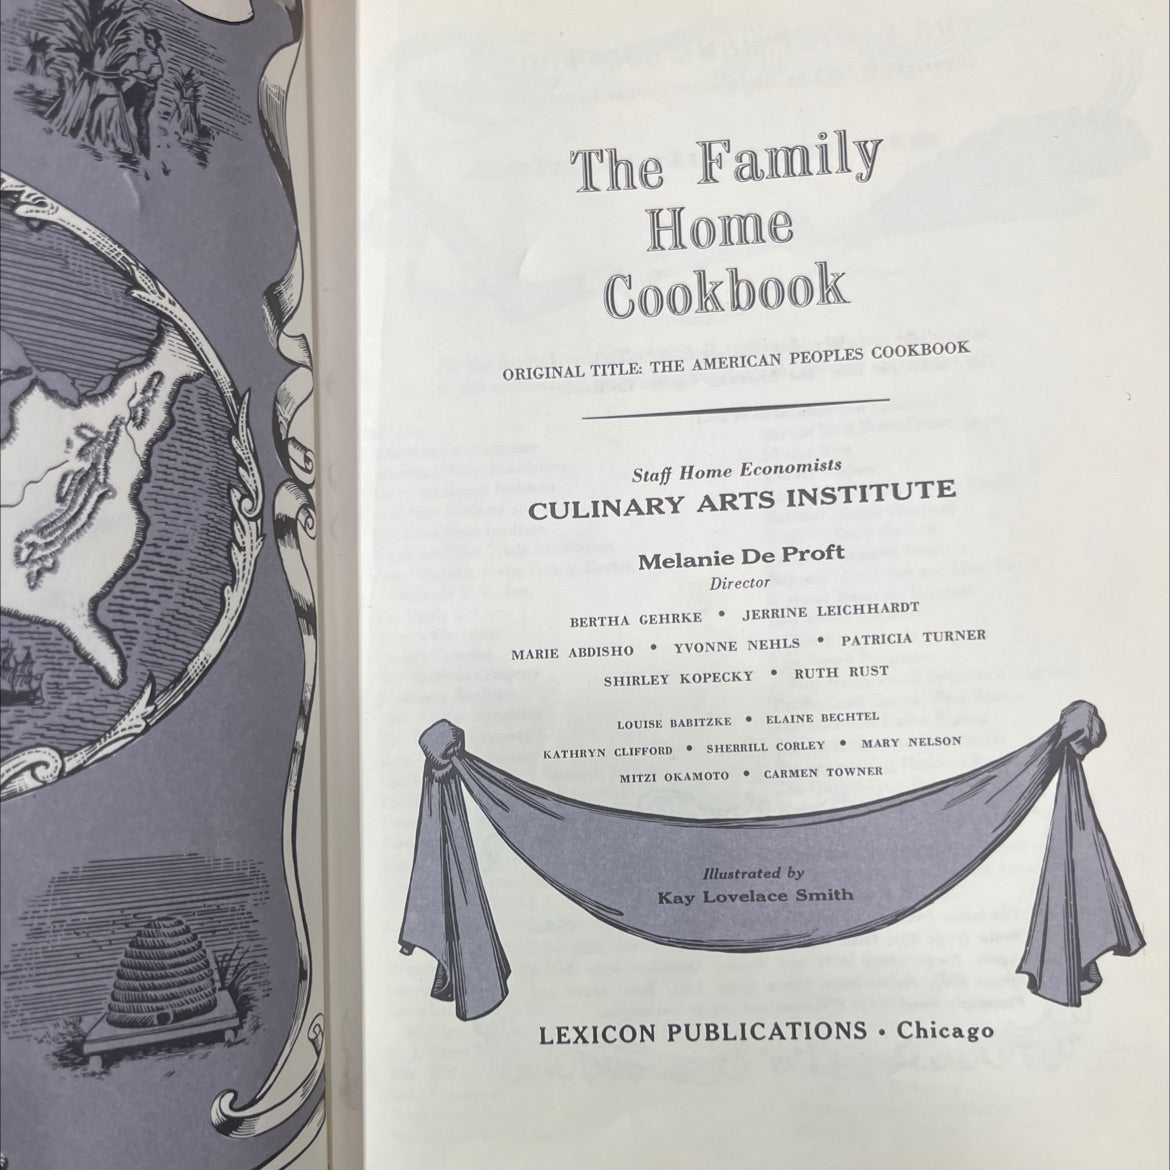 The Family
Home
Cookbook
ORIGINAL TITLE: THE AMERICAN PEOPLES COOKBOOK
Staff Home Economists
CULINARY ARTS INSTITUTE
Melanie De Proft
Director
BERTHA GEHRKE • JERRINE LEICHHARDT
MARIE ABDISHO • YVONNE NEHLS • PATRICIA TURNER
SHIRLEY KOPECKY • RUTH RUST
LOUISE BABITZKE • ELAINE BECHTEL
KATHRYN CLIFFORD • SHERRILL CORLEY • MARY NELSON
MITZI OKAMOTO • CARMEN TOWNER
Illustrated by
Kay Lovelace Smith
LEXICON PUBLICATIONS • Chicago